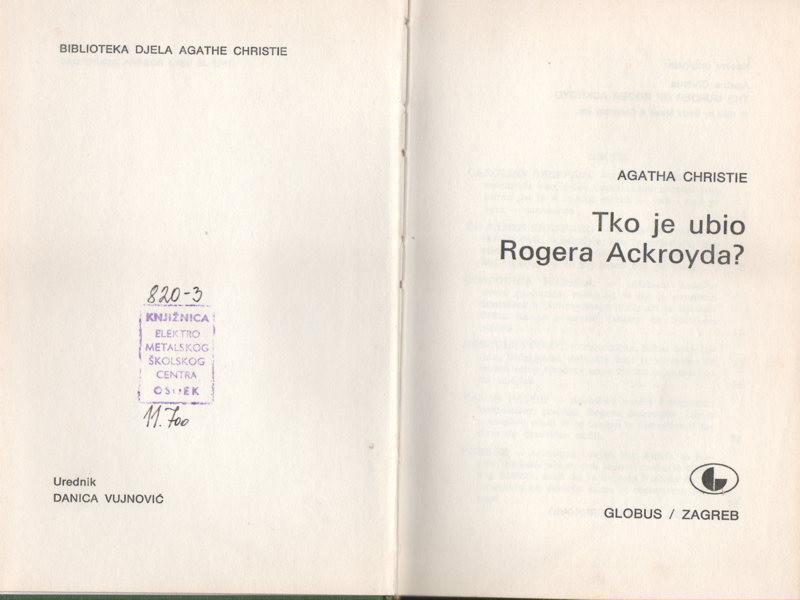 BIBLIOTEKA DJELA AGATHE CHRISTIE
820-3
KNJIŽNICA
ELEKTRO
METALSKOG
ŠKOLSKOG
CENTRA
OSIJEK
11.700
Urednik
DANICA VUJNOVIĆ
AGATHA CHRISTIE
Tko je ubio
Rogera Ackroyda?
GLOBUS / ZAGREB